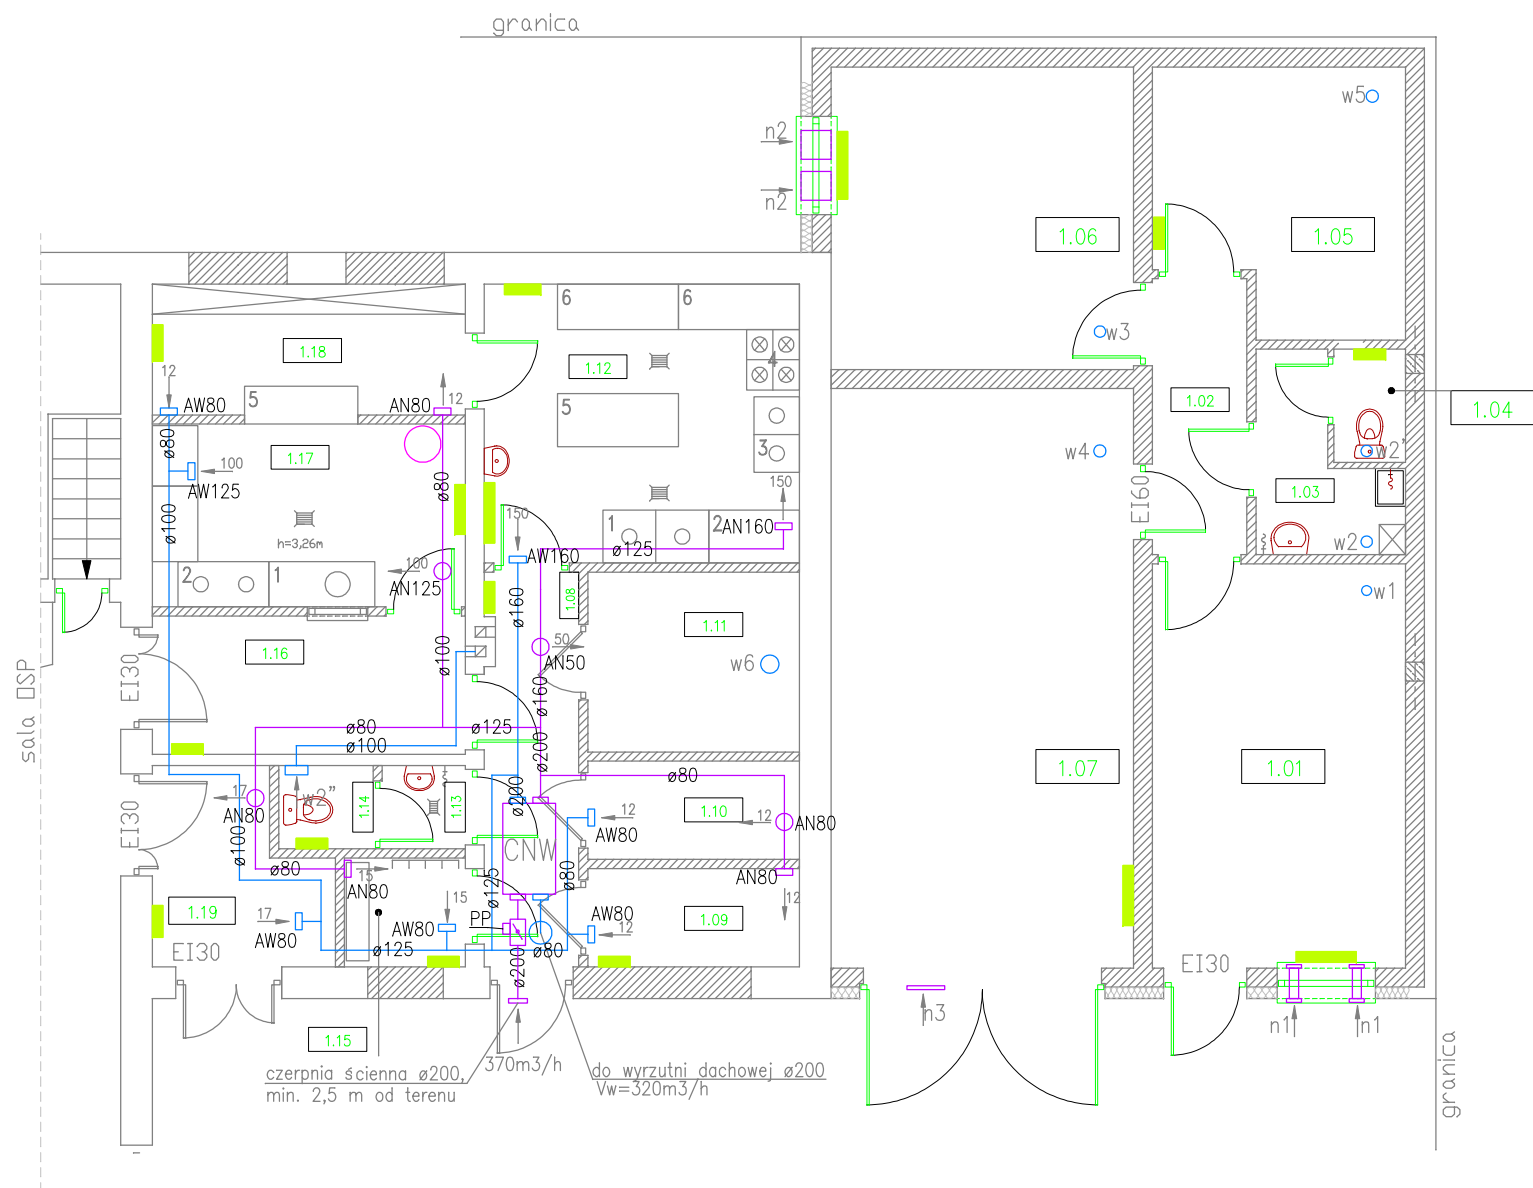 granica
n2
n2
w5
1.06
1.05
6
6
1.18
1.12
4
w3
12
AW80
5
AN80
12
5
3
1.02
1.04
ø80
1.17
100
AW125
ø80
w4
w2'
150
1.03
EI60
ø100
h=3,26m
150
1
2
AN160
ø125
w2
2
1
100
AN125
AW160
ø160
1.08
w1
1.11
1.16
EI30
ø100
50
AN50
w6
ø160
sala OSP
ø80
ø125
ø100
ø200
ø80
1.07
1.01
17
AN80
w2"
1.14
1.13
ø200
12
AW80
1.10
12
AN80
EI30
ø100
CNW
ø80
15
AN80
ø80
ø125
AN80
12
1.19
17
AW80
15
AW80
PP
AW80
12
1.09
EI30
ø125
ø200
ø80
EI30
n3
n1
n1
1.15
370m3/h
czerpnia ścienna ø200,
min. 2,5 m od terenu
do wyrzutni dachowej ø200
Vw=320m3/h
granica